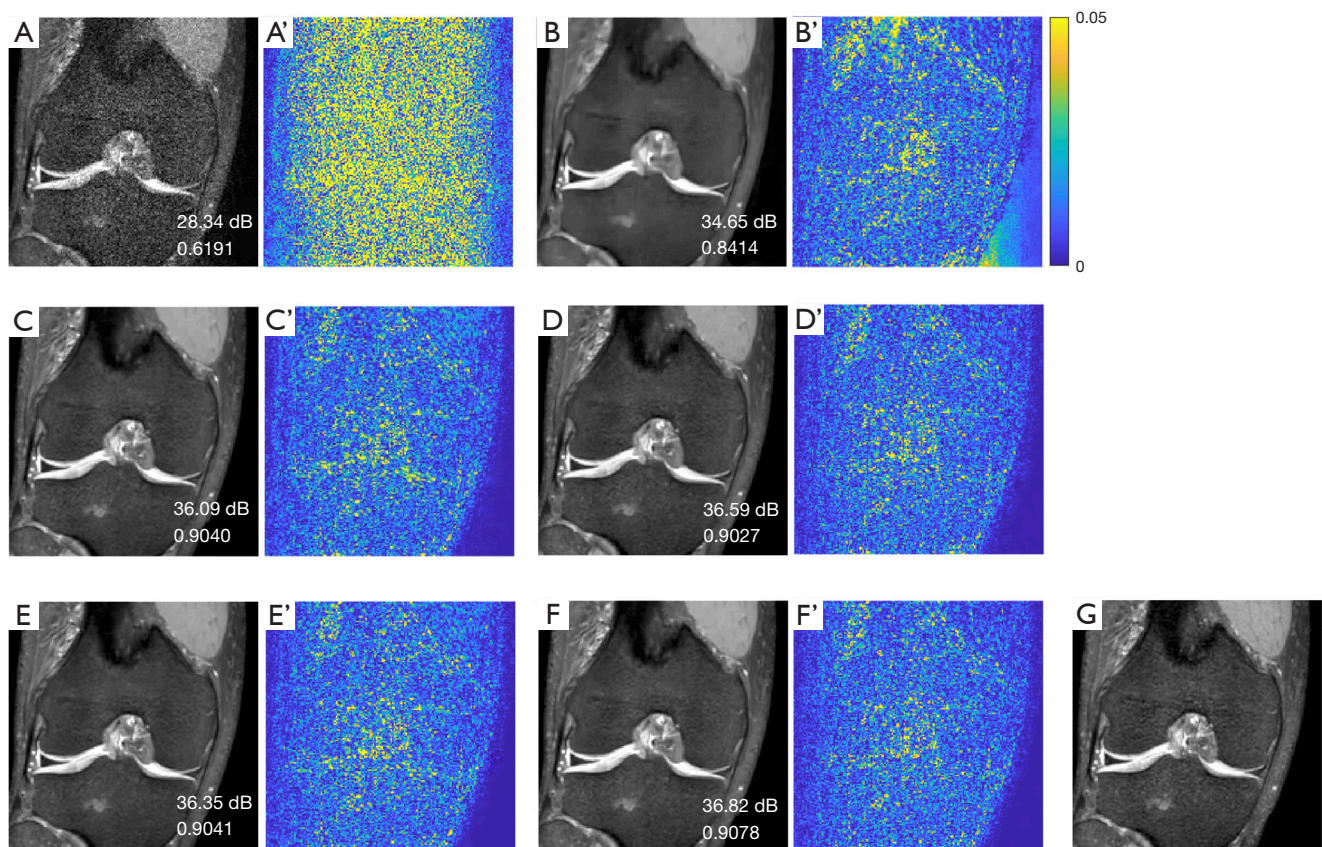 A
A'
B
B'
0.05
28.34 dB
0.6191
34.65 dB
0.8414
0
C
C'
D
D'
36.09 dB
0.9040
36.59 dB
0.9027
E
E'
F
F'
G
36.35 dB
0.9041
36.82 dB
0.9078